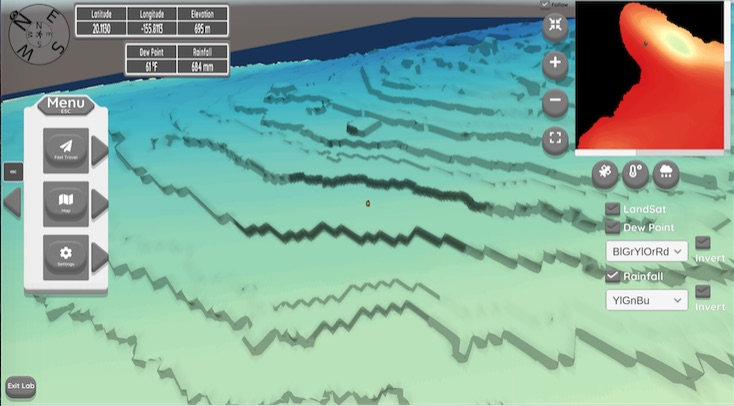 Latitude Longitude Elevation
20.1130 -155.8115 695 m
Dew Point Rainfall
61°F 684 mm
N
E
S
W
Menu
ESC
Fast Travel
Map
Settings
Exit Lab
Follow
LandSat
Dew Point
BlGrYlOrRd
Invert
Rainfall
YlGnBu
Invert